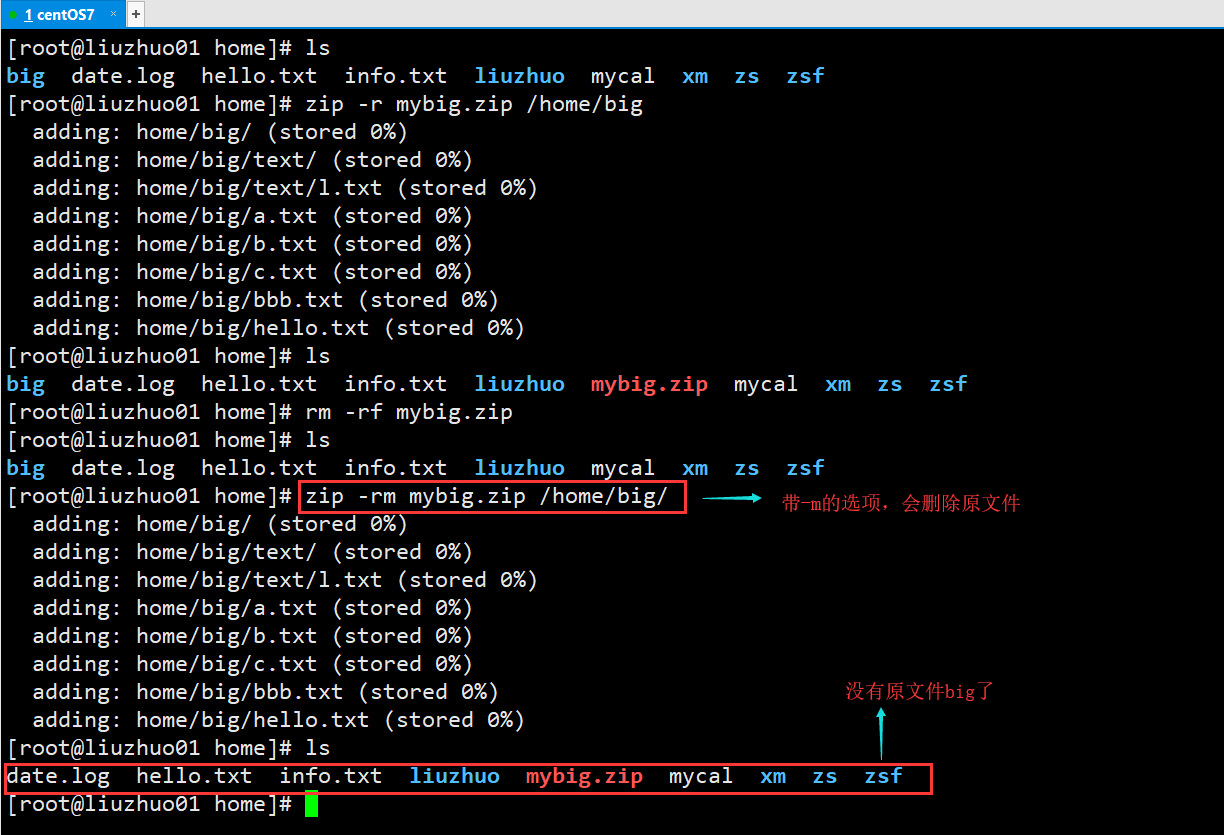 1 centOS7 × +
[root@liuzhuo01 home]# ls
big  date.log  hello.txt  info.txt  liuzhuo  mycal  xm  zs  zsf
[root@liuzhuo01 home]# zip -r mybig.zip /home/big
  adding: home/big/ (stored 0%)
  adding: home/big/text/ (stored 0%)
  adding: home/big/text/l.txt (stored 0%)
  adding: home/big/a.txt (stored 0%)
  adding: home/big/b.txt (stored 0%)
  adding: home/big/c.txt (stored 0%)
  adding: home/big/bbb.txt (stored 0%)
  adding: home/big/hello.txt (stored 0%)
[root@liuzhuo01 home]# ls
big  date.log  hello.txt  info.txt  liuzhuo  mybig.zip  mycal  xm  zs  zsf
[root@liuzhuo01 home]# rm -rf mybig.zip
[root@liuzhuo01 home]# ls
big  date.log  hello.txt  info.txt  liuzhuo  mycal  xm  zs  zsf
[root@liuzhuo01 home]# zip -rm mybig.zip /home/big/
带-m的选项，会删除原文件
  adding: home/big/ (stored 0%)
  adding: home/big/text/ (stored 0%)
  adding: home/big/text/l.txt (stored 0%)
  adding: home/big/a.txt (stored 0%)
  adding: home/big/b.txt (stored 0%)
  adding: home/big/c.txt (stored 0%)
  adding: home/big/bbb.txt (stored 0%)
没有原文件big了
  adding: home/big/hello.txt (stored 0%)
[root@liuzhuo01 home]# ls
date.log  hello.txt  info.txt  liuzhuo  mybig.zip  mycal  xm  zs  zsf
[root@liuzhuo01 home]#